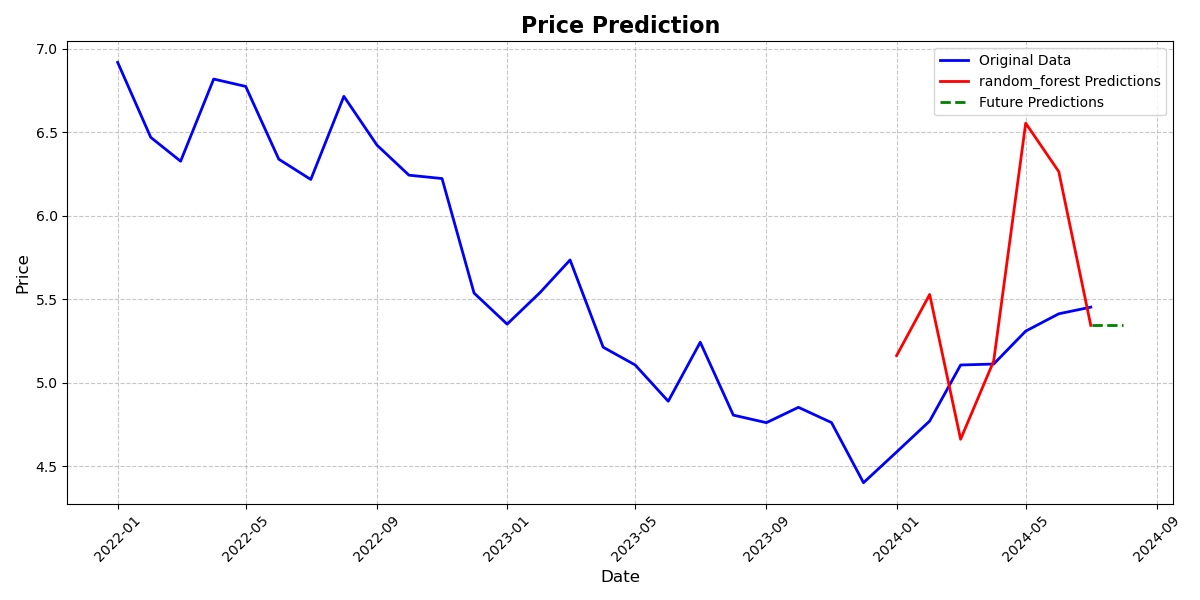 Price Prediction
Original Data
random_forest Predictions
Future Predictions
Price
7.0
6.5
6.0
5.5
5.0
4.5
2022-01
2022-05
2022-09
2023-01
2023-05
2023-09
2024-01
2024-05
2024-09
Date